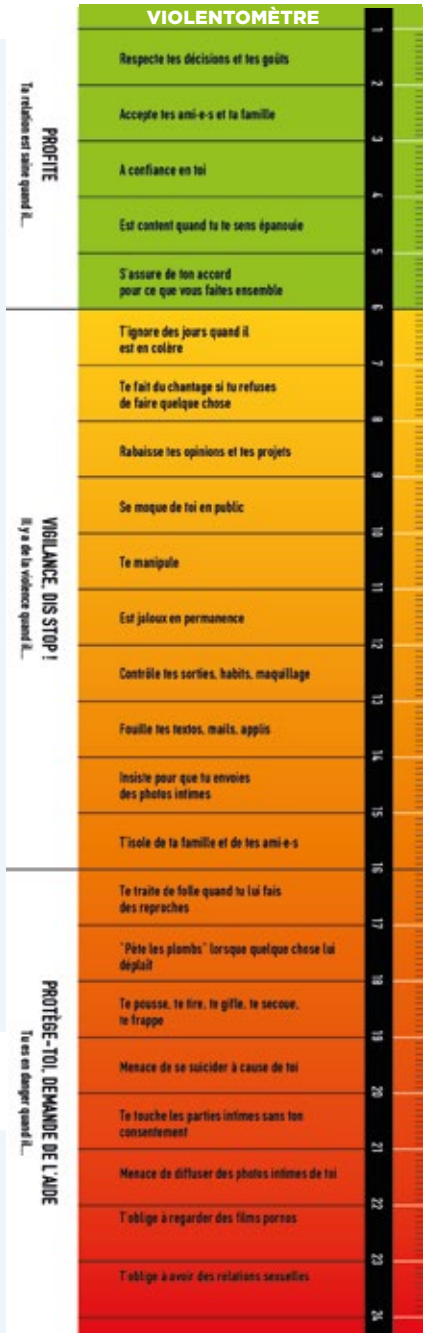 VIOLENTOMÈTRE
PROFITE
Ta relation est saine quand il...
1
Respecte tes décisions et tes goûts
2
Accepte tes ami-e-s et ta famille
3
A confiance en toi
4
Est content quand tu te sens épanouie
5
S'assure de ton accord
pour ce que vous faites ensemble
6
VIGILANCE, DIS STOP !
Il y a de la violence quand il...
T'ignore des jours quand il
est en colère
7
Te fait du chantage si tu refuses
de faire quelque chose
8
Rabaisse tes opinions et tes projets
9
Se moque de toi en public
10
Te manipule
11
Est jaloux en permanence
12
Contrôle tes sorties, habits, maquillage
13
Fouille tes textos, mails, applis
14
Insiste pour que tu envoies
des photos intimes
15
T'isole de ta famille et de tes ami-e-s
16
PROTÈGE-TOI, DEMANDE DE L'AIDE
Tu es en danger quand il...
Te traite de folle quand tu lui fais
des reproches
17
"Pète les plombs" lorsque quelque chose lui
déplaît
18
Te pousse, te tire, te gifle, te secoue,
te frappe
19
Menace de se suicider à cause de toi
20
Te touche les parties intimes sans ton
consentement
21
Menace de diffuser des photos intimes de toi
22
T'oblige à regarder des films pornos
23
T'oblige à avoir des relations sexuelles
24